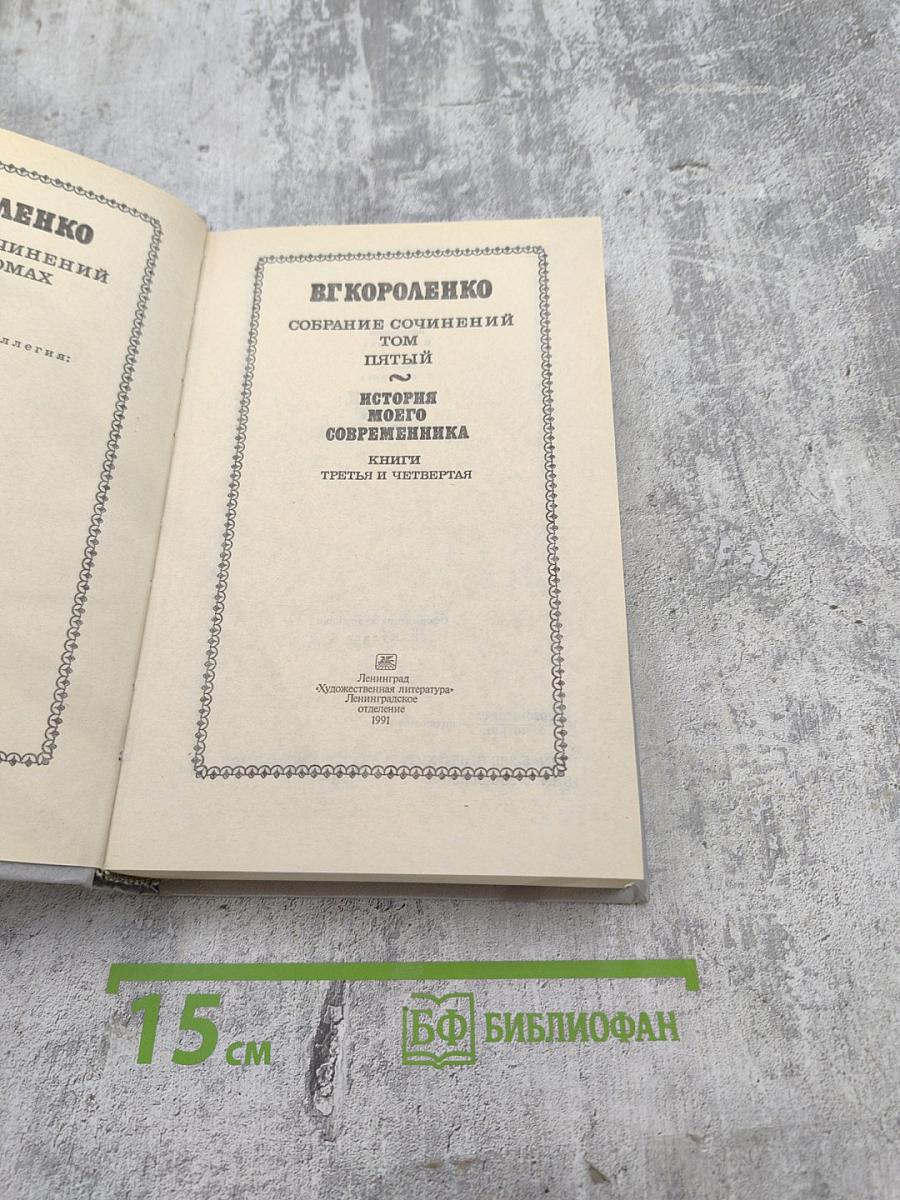 ЛЕНКО
ЧИНЕНИЙ
ОМАХ
ллегия:
ВГ КОРОЛЕНКО
СОБРАНИЕ СОЧИНЕНИЙ
ТОМ
ПЯТЫЙ
~
ИСТОРИЯ
МОЕГО
СОВРЕМЕННИКА
КНИГИ
ТРЕТЬЯ И ЧЕТВЕРТАЯ
Ленинград
«Художественная литература»
Ленинградское
отделение
1991
15 см
БФ БИБЛИОФАН